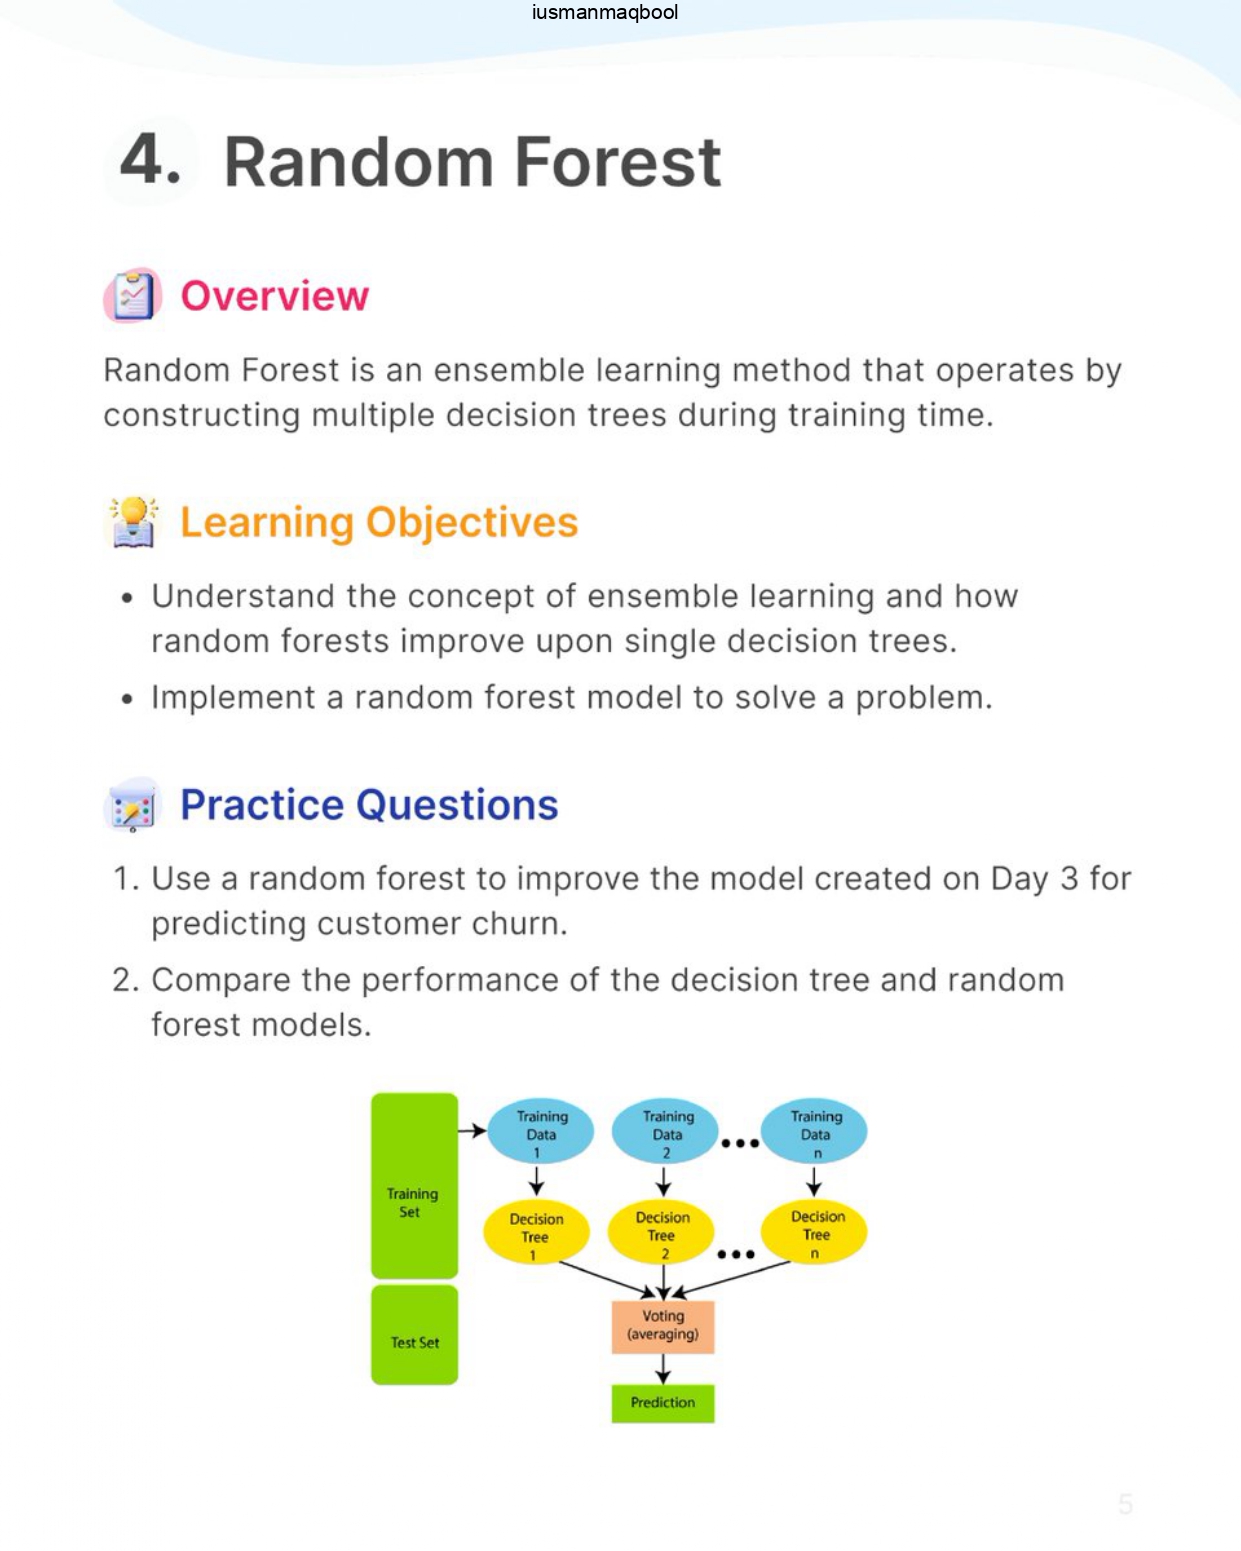 iusmanmaqbool
4. Random Forest
Overview
Random Forest is an ensemble learning method that operates by
constructing multiple decision trees during training time.
Learning Objectives
• Understand the concept of ensemble learning and how
random forests improve upon single decision trees.
• Implement a random forest model to solve a problem.
Practice Questions
1. Use a random forest to improve the model created on Day 3 for
predicting customer churn.
2. Compare the performance of the decision tree and random
forest models.
Training
Set
Test Set
Training
Data
1
Training
Data
2
Training
Data
n
Decision
Tree
1
Decision
Tree
2
Decision
Tree
n
Voting
(averaging)
Prediction
5